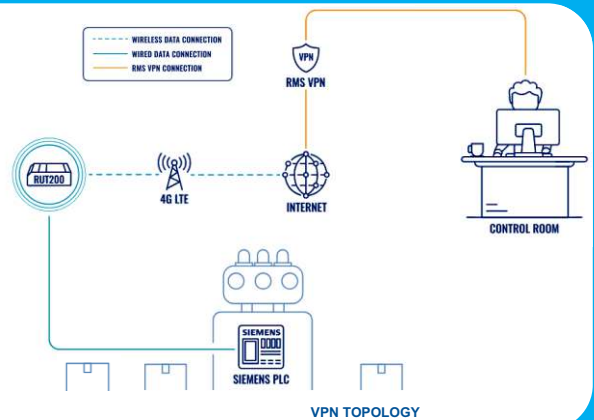 WIRELESS DATA CONNECTION
WIRED DATA CONNECTION
RMS VPN CONNECTION
VPN
RMS VPN
RUT200
4G LTE
INTERNET
CONTROL ROOM
SIEMENS
SIEMENS PLC
VPN TOPOLOGY